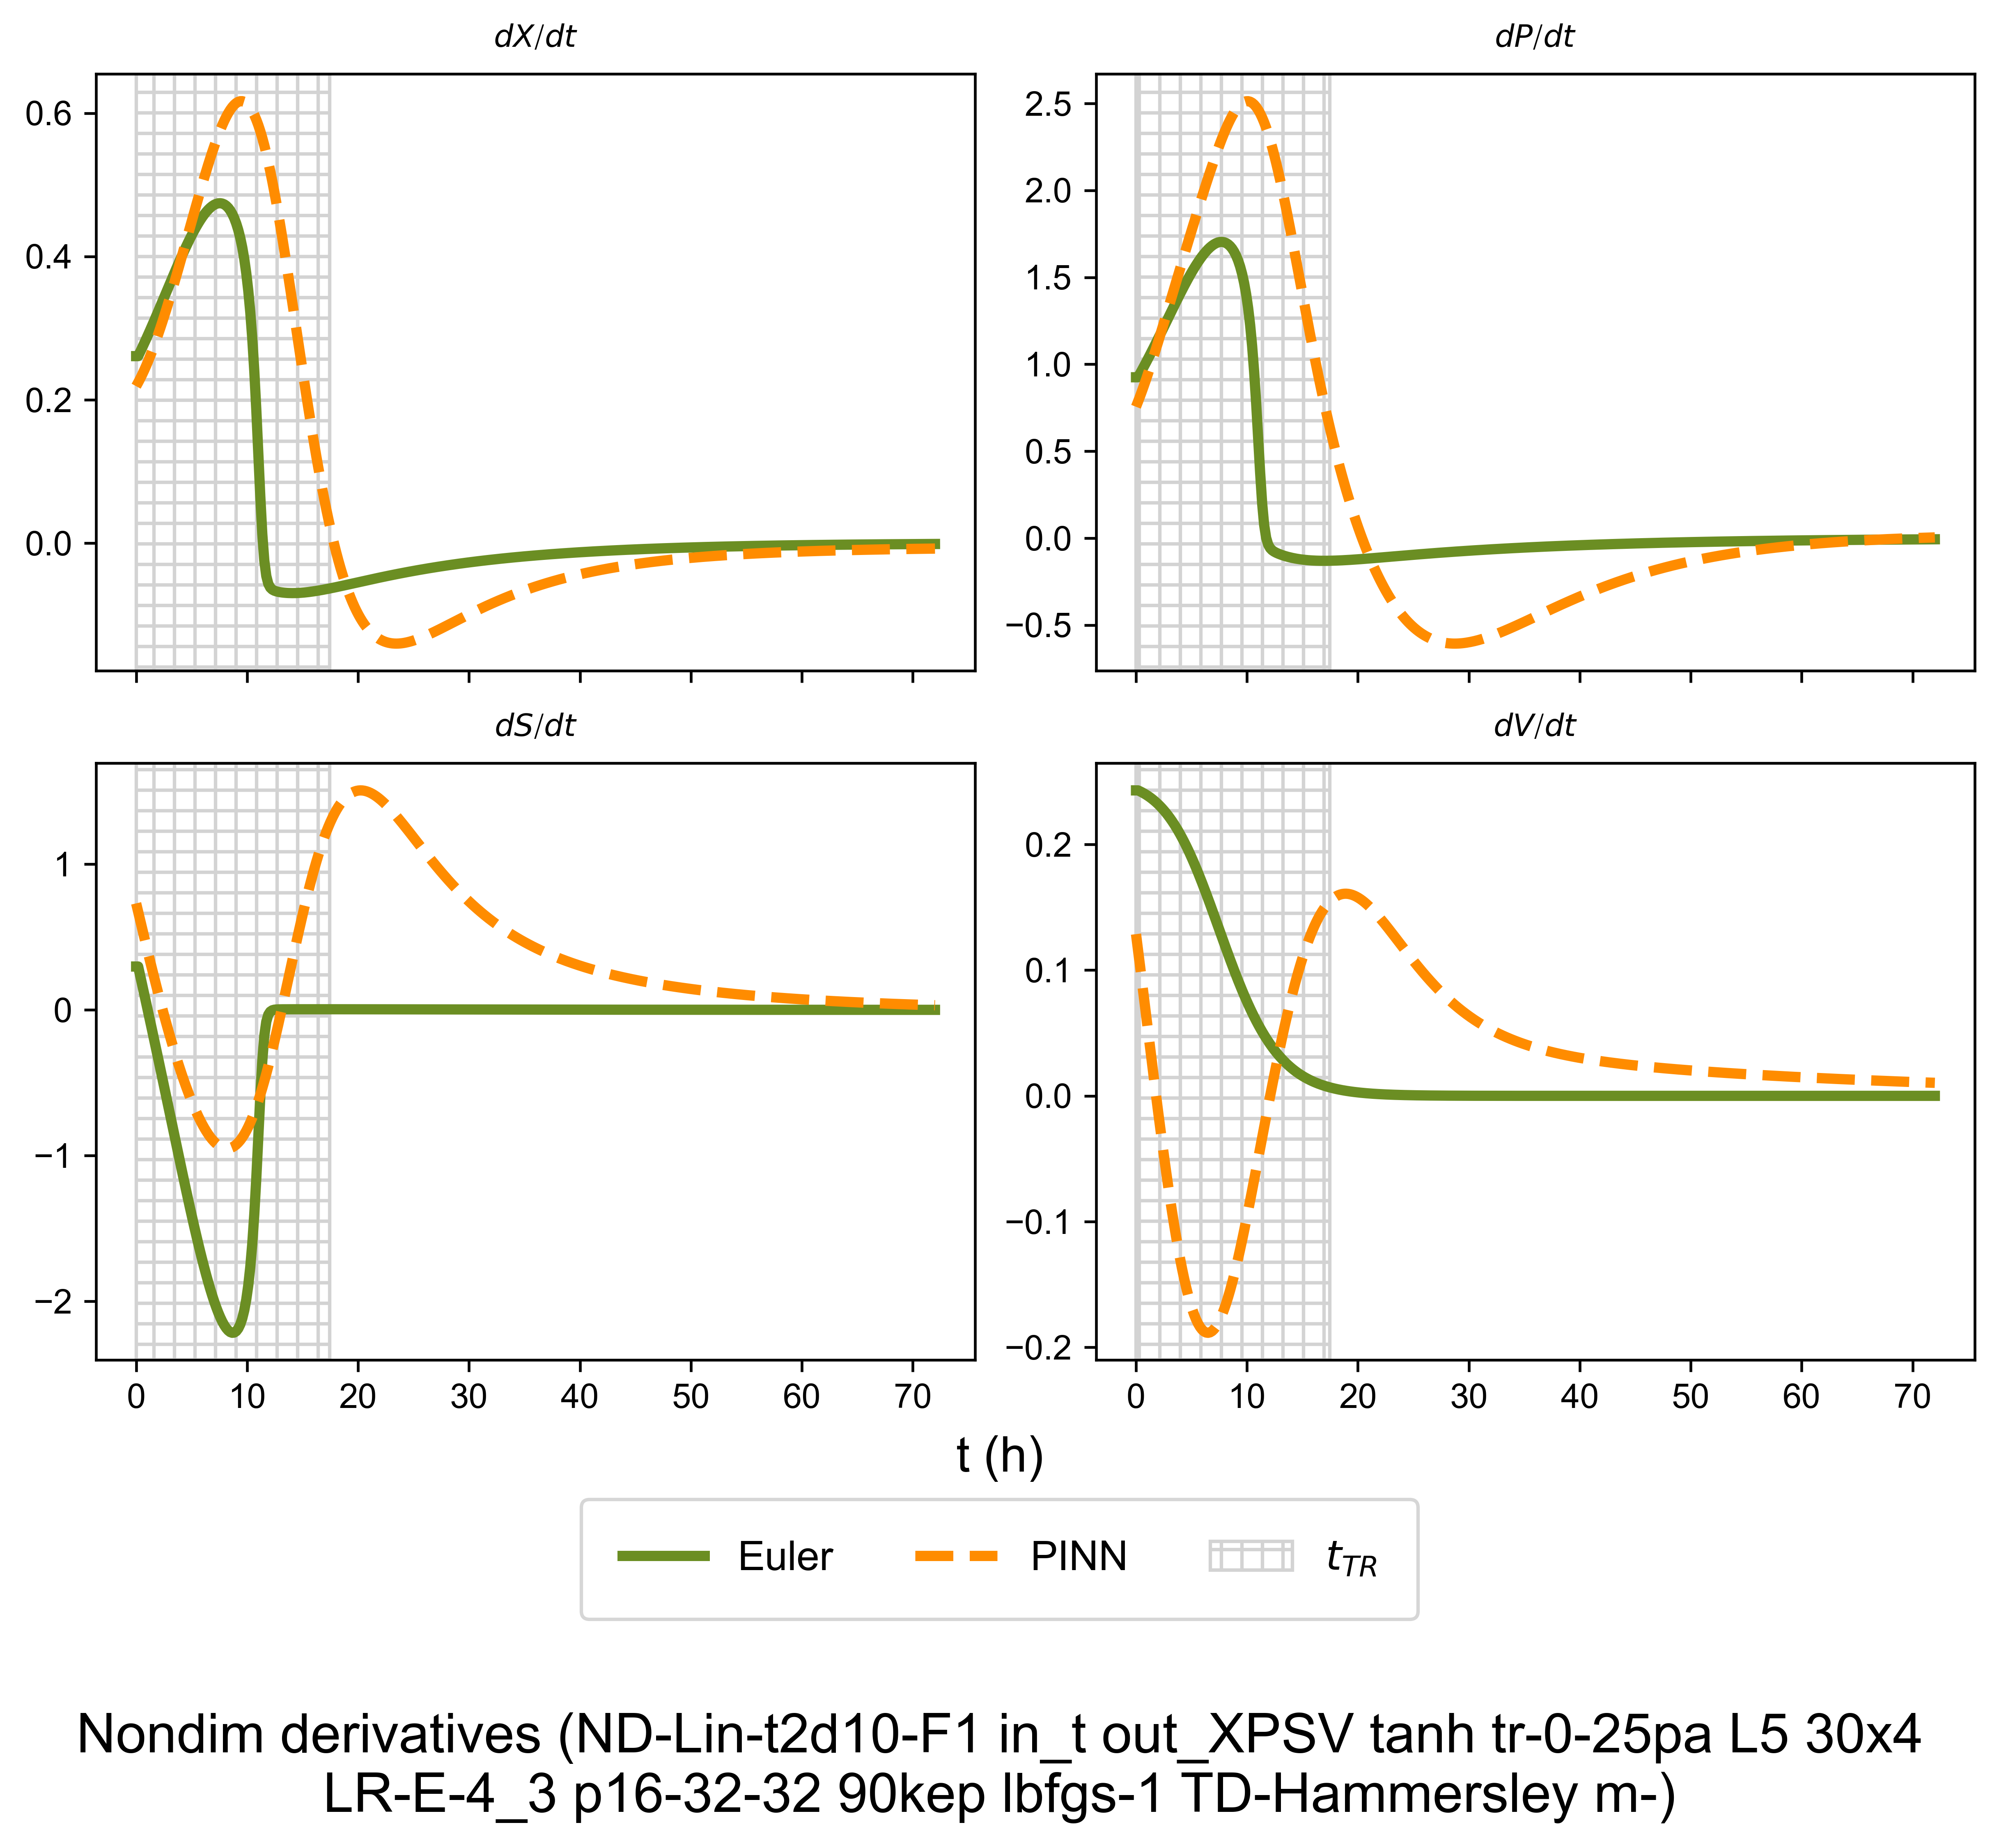 dX/dt
dP/dt
0.6
0.4
0.2
0.0
2.5
2.0
1.5
1.0
0.5
0.0
−0.5
dS/dt
dV/dt
1
0
−1
−2
0.2
0.1
0.0
−0.1
−0.2
0 10 20 30 40 50 60 70
0 10 20 30 40 50 60 70
t (h)
Euler PINN t_TR
Nondim derivatives (ND-Lin-t2d10-F1 in_t out_XPSV tanh tr-0-25pa L5 30x4
LR-E-4_3 p16-32-32 90kep lbfgs-1 TD-Hammersley m-)